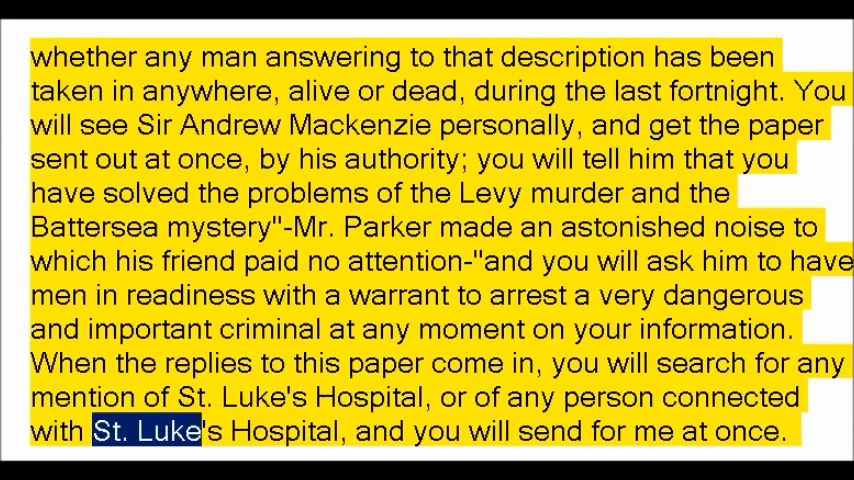 whether any man answering to that description has been
taken in anywhere, alive or dead, during the last fortnight. You
will see Sir Andrew Mackenzie personally, and get the paper
sent out at once, by his authority; you will tell him that you
have solved the problems of the Levy murder and the
Battersea mystery"-Mr. Parker made an astonished noise to
which his friend paid no attention-"and you will ask him to have
men in readiness with a warrant to arrest a very dangerous
and important criminal at any moment on your information.
When the replies to this paper come in, you will search for any
mention of St. Luke's Hospital, or of any person connected
with St. Luke's Hospital, and you will send for me at once.